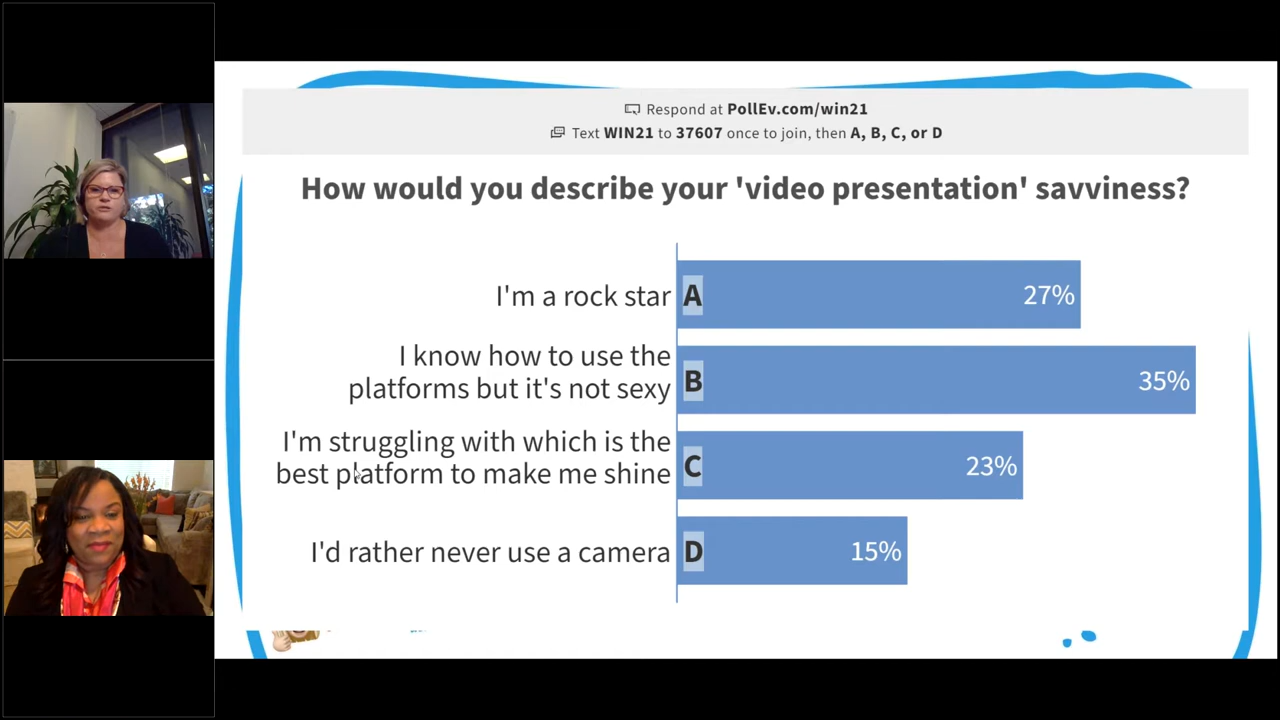 Respond at PollEv.com/win21
Text WIN21 to 37607 once to join, then A, B, C, or D
How would you describe your 'video presentation' savviness?
I'm a rock star A 27%
I know how to use the
platforms but it's not sexy B 35%
I'm struggling with which is the
best platform to make me shine C 23%
I'd rather never use a camera D 15%